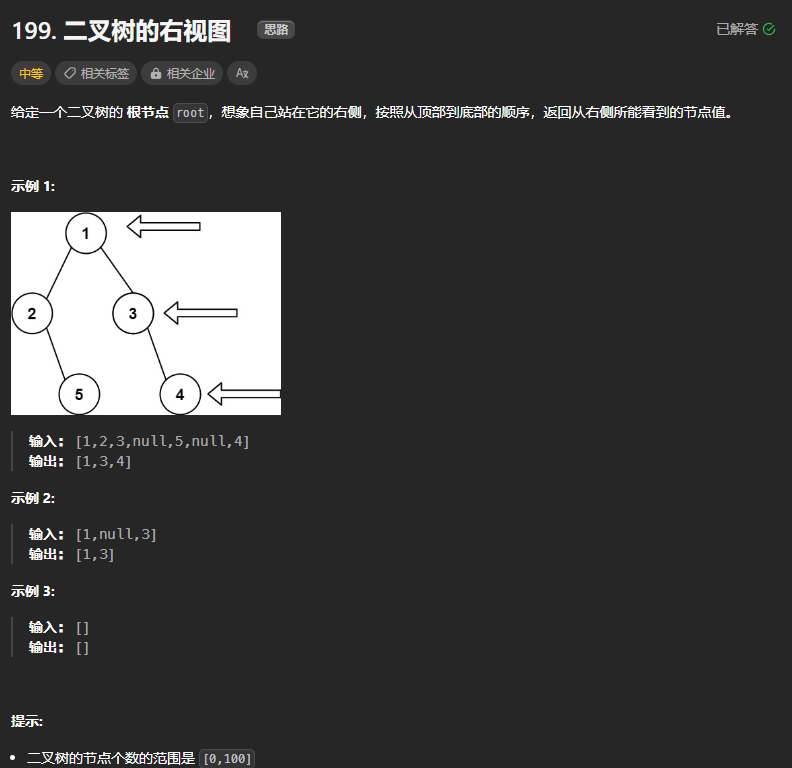 199. 二叉树的右视图 思路 已解答
中等 相关标签 相关企业 Aあ
给定一个二叉树的 根节点 root，想象自己站在它的右侧，按照从顶部到底部的顺序，返回从右侧所能看到的节点值。
示例 1:
1
2 3
5 4
输入: [1,2,3,null,5,null,4]
输出: [1,3,4]
示例 2:
输入: [1,null,3]
输出: [1,3]
示例 3:
输入: []
输出: []
提示:
• 二叉树的节点个数的范围是 [0,100]